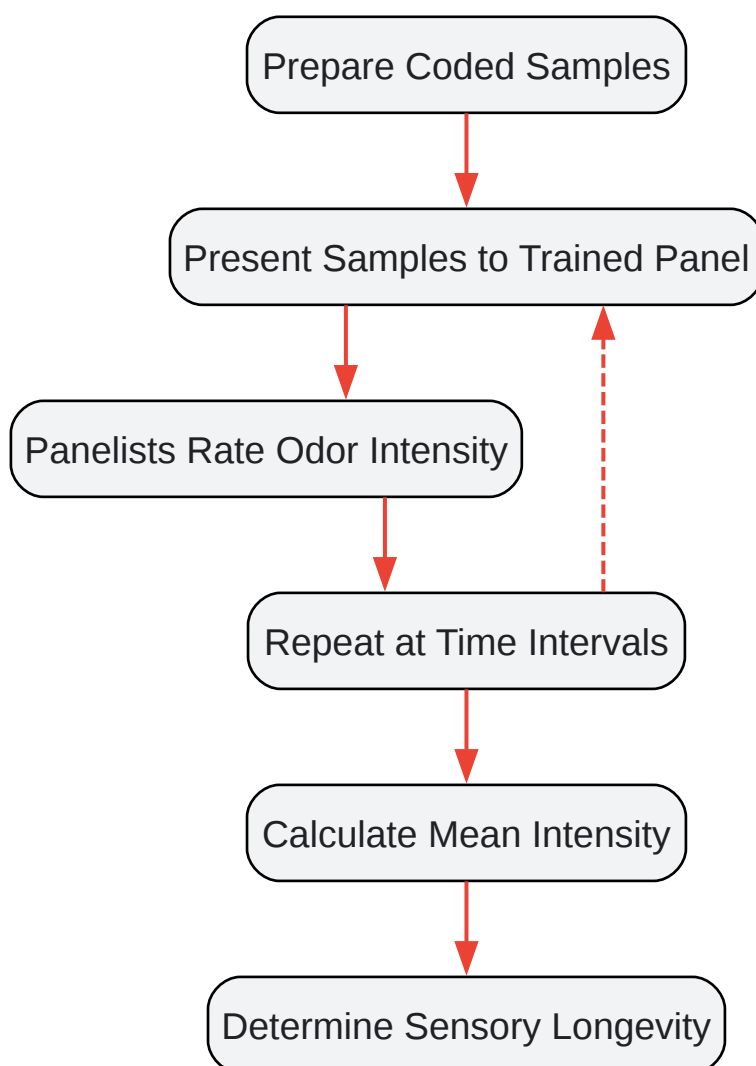 Prepare Coded Samples
Present Samples to Trained Panel
Panelists Rate Odor Intensity
Repeat at Time Intervals
Calculate Mean Intensity
Determine Sensory Longevity